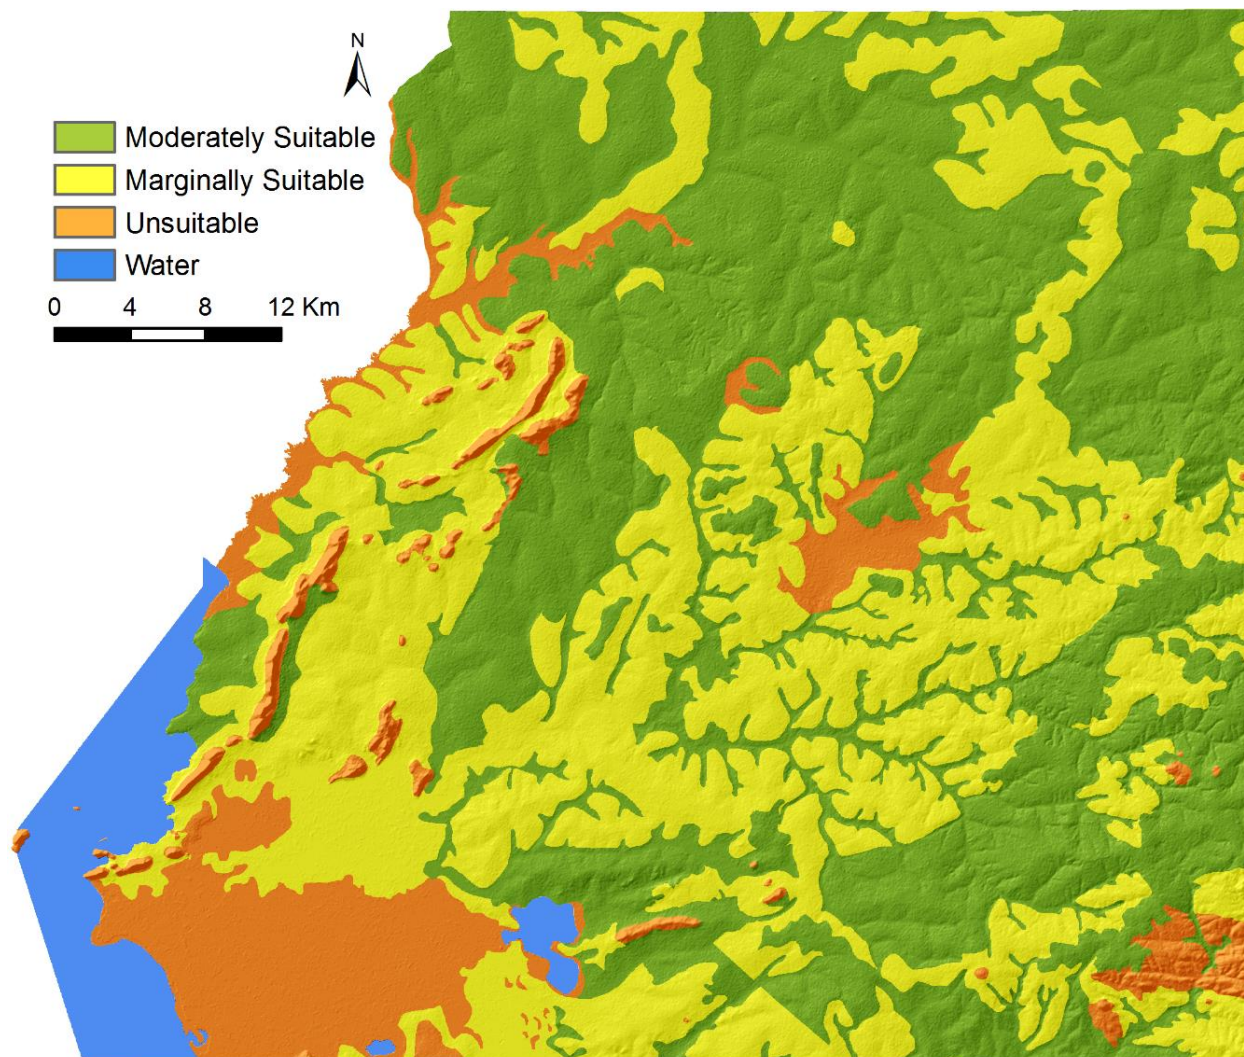 N
Moderately Suitable
Marginally Suitable
Unsuitable
Water
0 4 8 12 Km